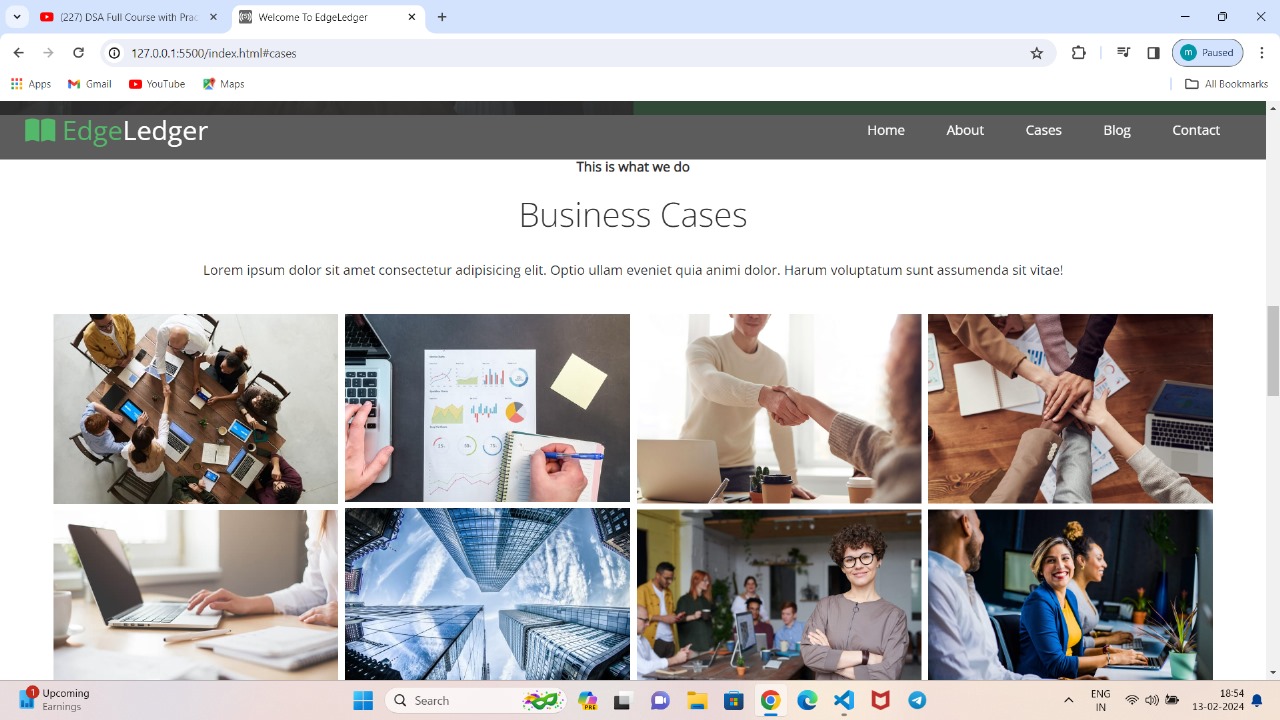 (227) DSA Full Course with Prac
Welcome To EdgeLedger
127.0.0.1:5500/index.html#cases
m Paused
Apps Gmail YouTube Maps
All Bookmarks
EdgeLedger
Home About Cases Blog Contact
This is what we do
Business Cases
Lorem ipsum dolor sit amet consectetur adipisicing elit. Optio ullam eveniet quia animi dolor. Harum voluptatum sunt assumenda sit vitae!
1
Upcoming
Earnings
Search
PRE
ENG
IN
18:54
13-02-2024